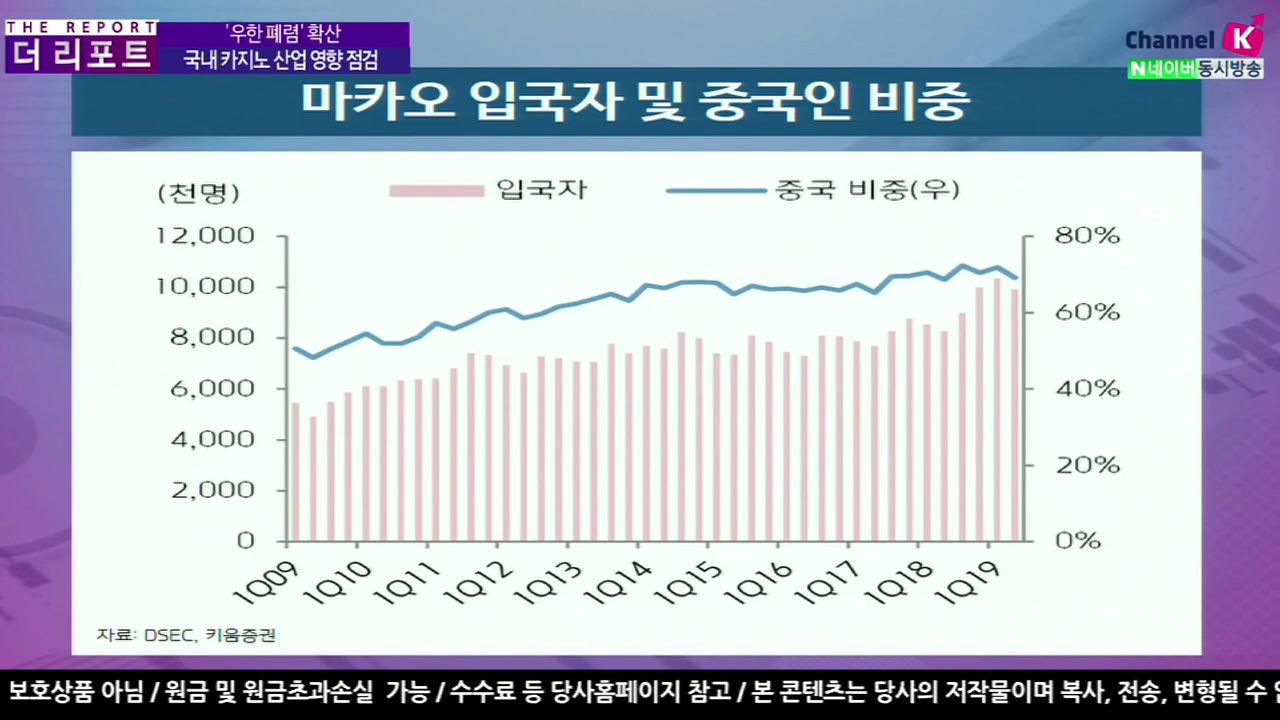 THE REPORT
더 리포트
'우한 폐렴' 확산
국내 카지노 산업 영향 점검
Channel K
N 네이버 동시방송
마카오 입국자 및 중국인 비중
(천명)
입국자
중국 비중(우)
12,000
10,000
8,000
6,000
4,000
2,000
0
80%
60%
40%
20%
0%
1Q09
1Q10
1Q11
1Q12
1Q13
1Q14
1Q15
1Q16
1Q17
1Q18
1Q19
자료: DSEC, 키움증권
보호상품 아님 / 원금 및 원금초과손실 가능 / 수수료 등 당사홈페이지 참고 / 본 콘텐츠는 당사의 저작물이며 복사, 전송, 변형될 수